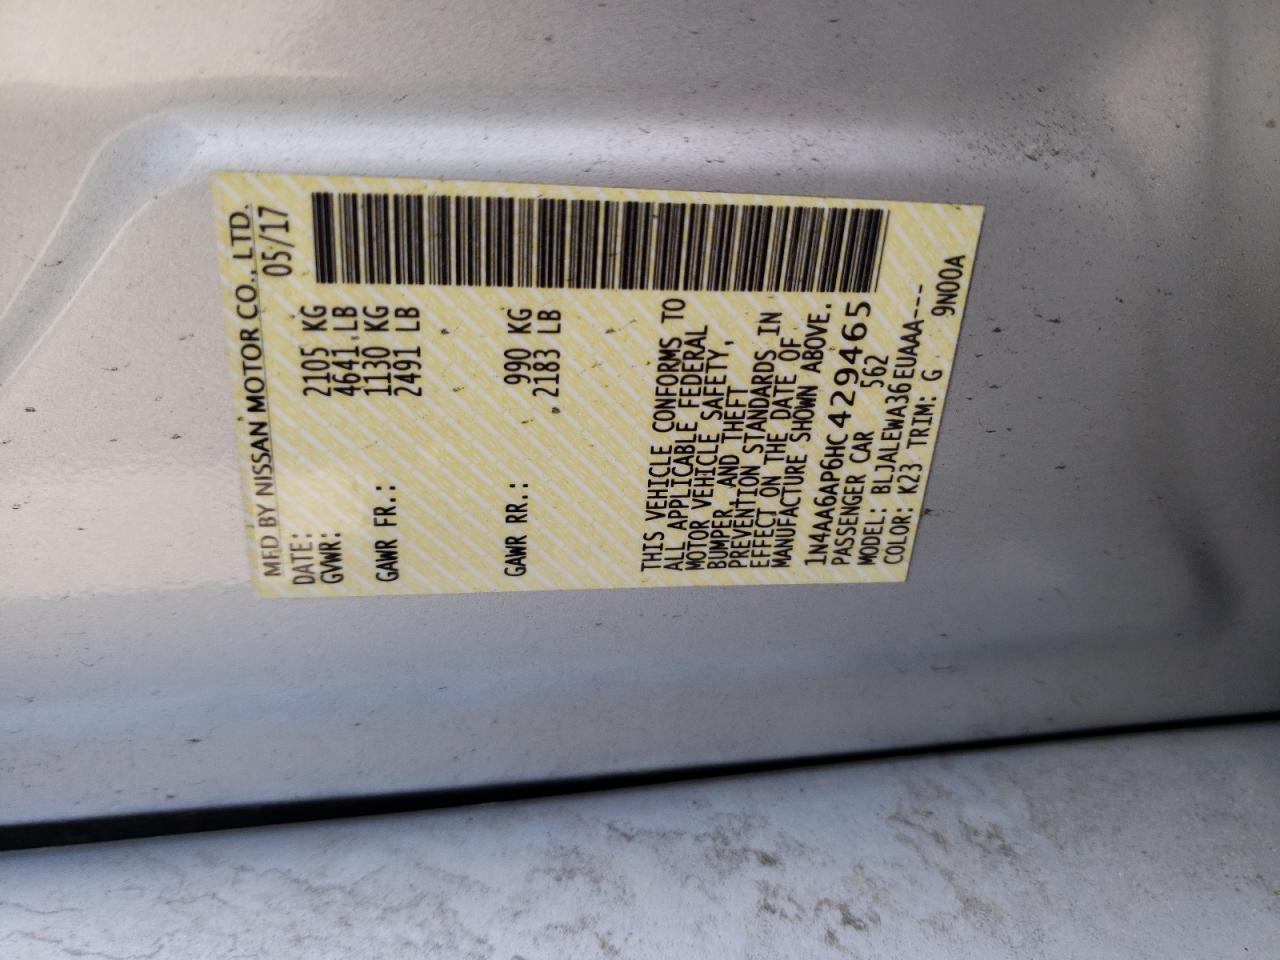 MFD BY NISSAN MOTOR CO., LTD.
DATE: 05/17
GVWR: 2105 KG
4641 LB
GAWR FR.: 1130 KG
2491 LB
GAWR RR.: 990 KG
2183 LB
THIS VEHICLE CONFORMS TO
ALL APPLICABLE FEDERAL
MOTOR VEHICLE SAFETY,
BUMPER, AND THEFT
PREVENTION STANDARDS IN
EFFECT ON THE DATE OF
MANUFACTURE SHOWN ABOVE.
1N4AA6AP6HC429465
PASSENGER CAR 562
MODEL: BLJALEWA36EUAAA---
COLOR: K23 TRIM: G 9N00A